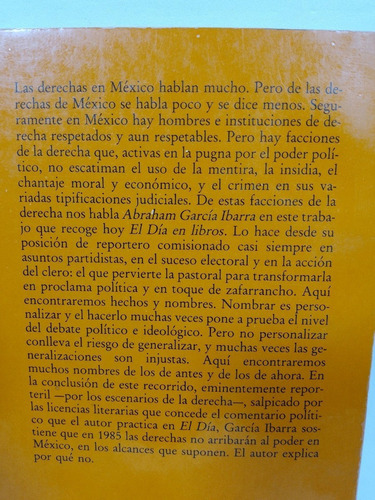 Las derechas en México hablan mucho. Pero de las de-
rechas de México se habla poco y se dice menos. Segu-
ramente en México hay hombres e instituciones de de-
recha respetados y aun respetables. Pero hay facciones
de la derecha que, activas en la pugna por el poder polí-
tico, no escatiman el uso de la mentira, la insidia, el
chantaje moral y económico, y el crimen en sus va-
riadas tipificaciones judiciales. De estas facciones de la
derecha nos habla Abraham García Ibarra en este traba-
jo que recoge hoy El Día en libros. Lo hace desde su
posición de reportero comisionado casi siempre en
asuntos partidistas, en el suceso electoral y en la acción
del clero: el que pervierte la pastoral para transformarla
en proclama política y en toque de zafarrancho. Aquí
encontraremos hechos y nombres. Nombrar es perso-
nalizar y el hacerlo muchas veces pone a prueba el nivel
del debate político e ideológico. Pero no personalizar
conlleva el riesgo de generalizar, y muchas veces las ge-
neralizaciones son injustas. Aquí encontraremos
muchos nombres de los de antes y de los de ahora. En
la conclusión de este recorrido, eminentemente repor-
teril —por los escenarios de la derecha—, salpicado por
las licencias literarias que concede el comentario políti-
co que el autor practica en El Día, García Ibarra sos-
tiene que en 1985 las derechas no arribarán al poder en
México, en los alcances que suponen. El autor explica
por qué no.